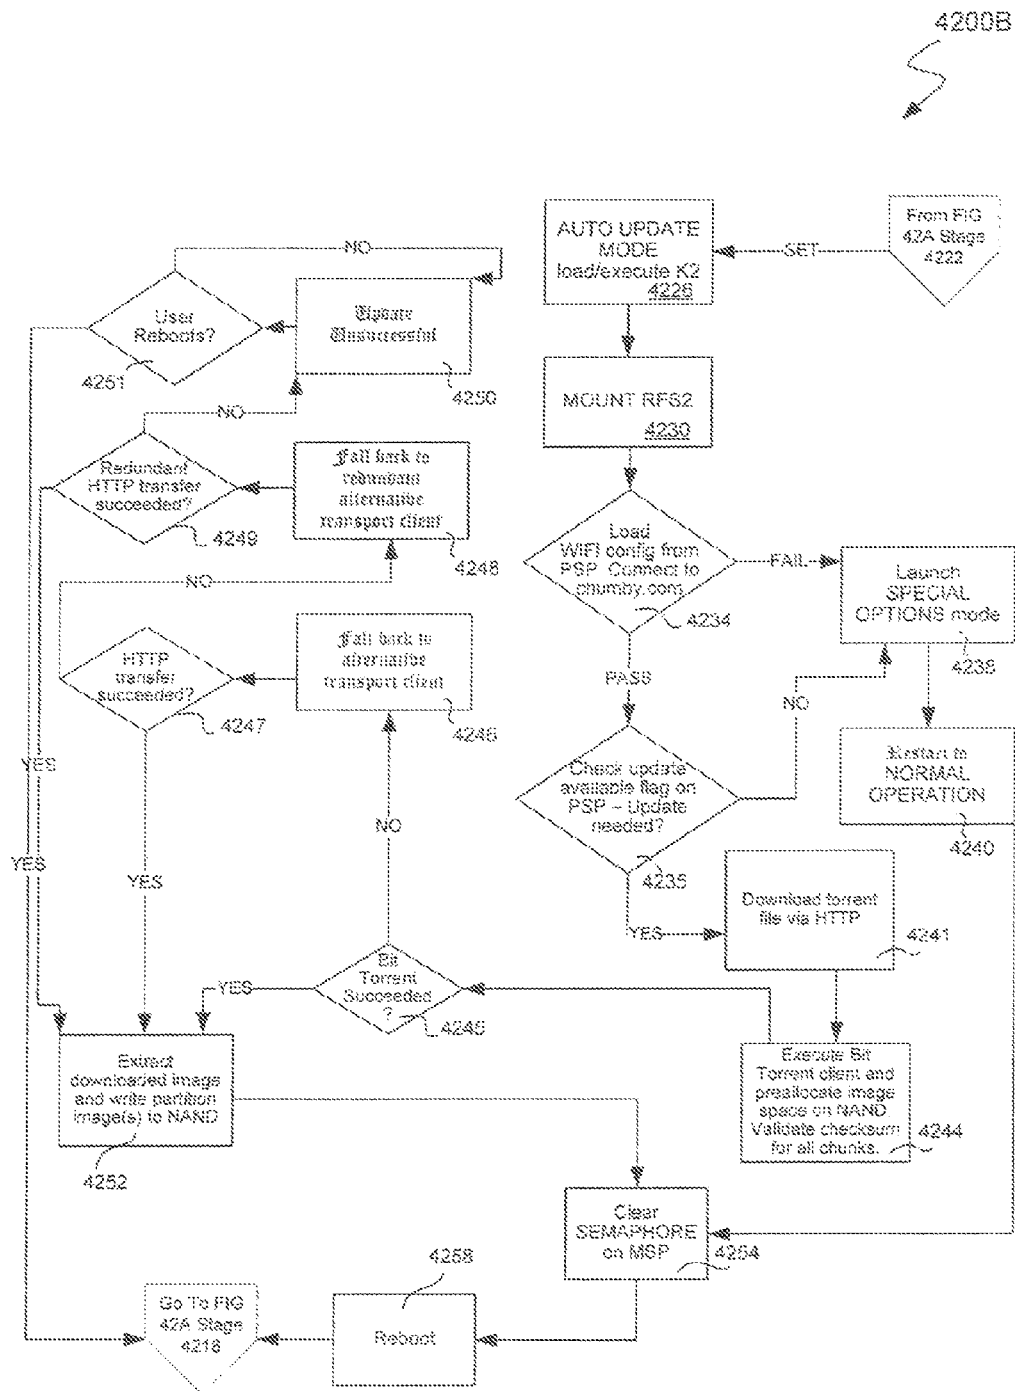 4200B
From FIG
42A Stage
4222
SET
AUTO UPDATE
MODE
load/execute K2
4226
MOUNT RFS2
4230
Load
WIFI config from
PSP Connect to
chumby.com
4234
FAIL
Launch
SPECIAL
OPTIONS mode
4238
PASS
NO
Restart to
NORMAL
OPERATION
4240
Check update
available flag on
PSP – Update
needed?
4235
YES
Download torrent
file via HTTP
4241
Execute Bit
Torrent client and
preallocate image
space on NAND.
Validate checksum
for all chunks.
4244
Bit
Torrent
Succeeded
?
4245
YES
NO
Fall back to
alternative
transport client
4246
HTTP
transfer
succeeded?
4247
NO
YES
Fall back to
redundant
alternative
transport client
4248
Redundant
HTTP transfer
succeeded?
4249
NO
YES
Update
Unsuccessful
4250
User
Reboots?
4251
NO
YES
Extract
downloaded image
and write partition
image(s) to NAND
4252
Clear
SEMAPHORE
on MSP
4254
Reboot
4258
Go To FIG
42A Stage
4218